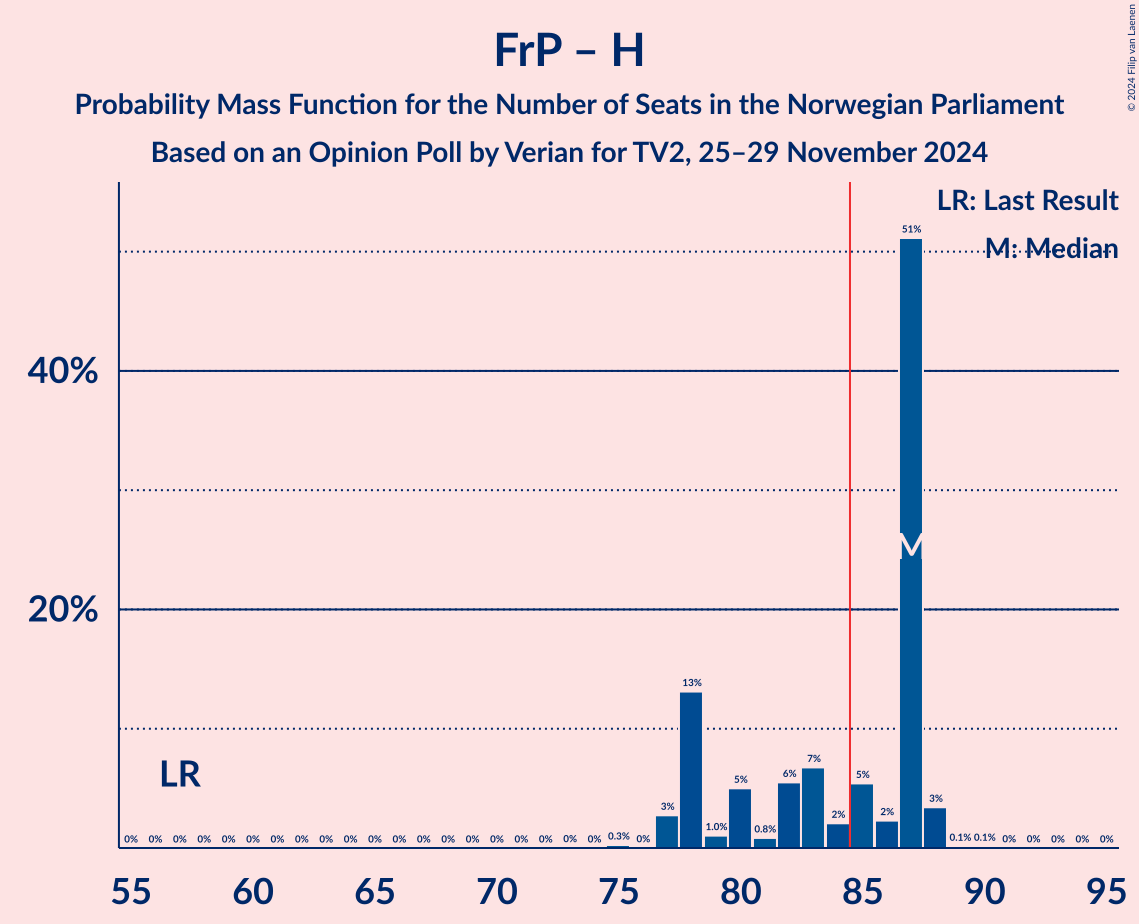 FrP – H
Probability Mass Function for the Number of Seats in the Norwegian Parliament
Based on an Opinion Poll by Verian for TV2, 25–29 November 2024
© 2024 Filip van Laenen
LR: Last Result
M: Median
51%
40%
M
20%
13%
LR
0% 0% 0% 0% 0% 0% 0% 0% 0% 0% 0% 0% 0% 0% 0% 0% 0% 0% 0% 0% 0.3% 0% 3% 1.0% 5% 0.8% 6% 7% 2% 5% 2% 3% 0.1% 0.1% 0% 0% 0% 0% 0%
55 60 65 70 75 80 85 90 95